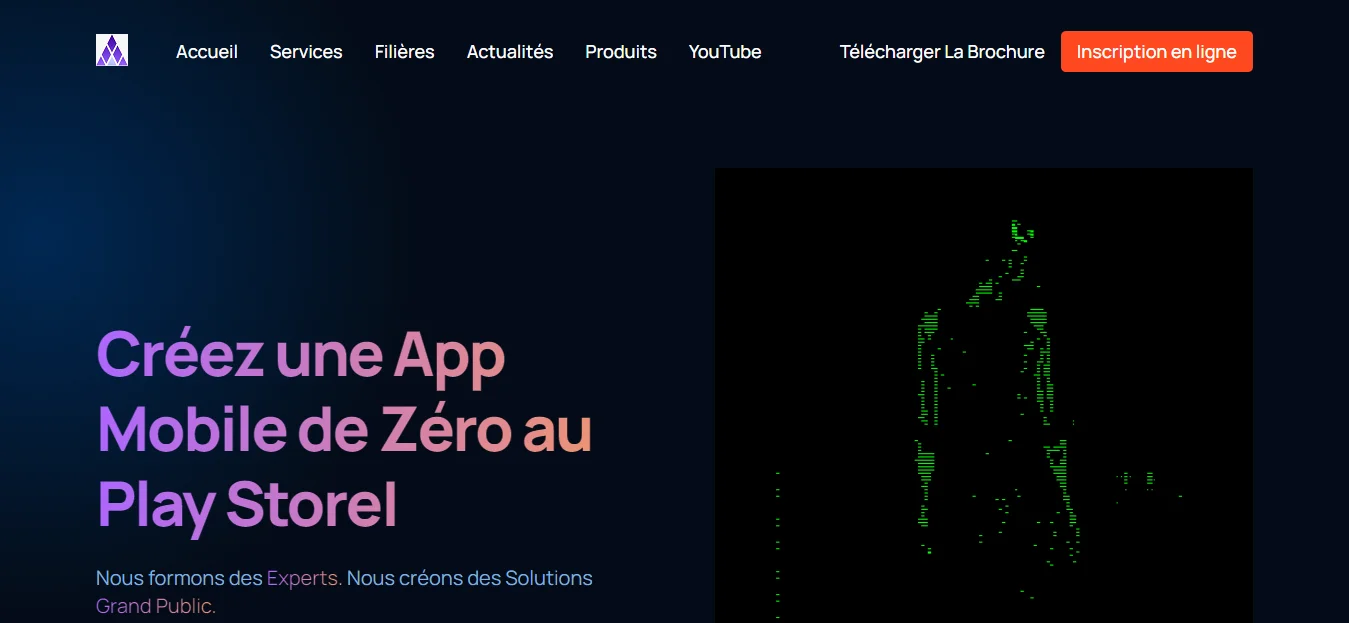 Accueil Services Filières Actualités Produits YouTube Télécharger La Brochure Inscription en ligne
Créez une App
Mobile de Zéro au
Play Storel
Nous formons des Experts. Nous créons des Solutions
Grand Public.